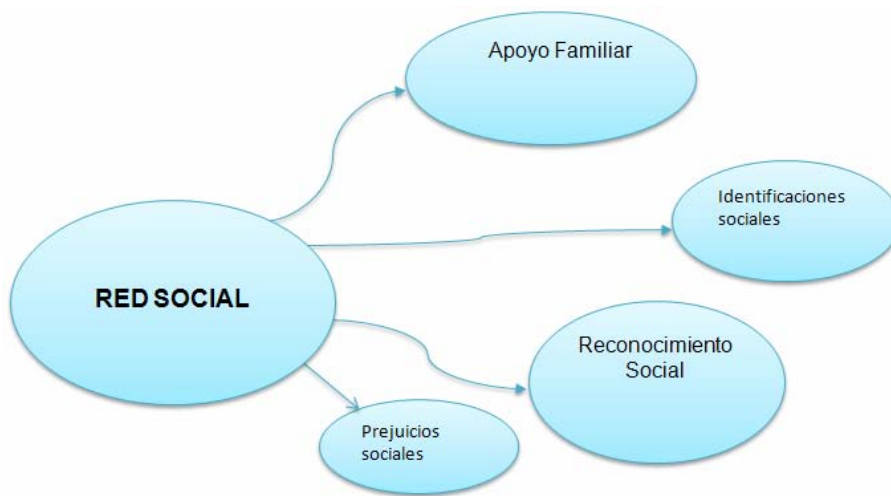 Apoyo Familiar
Identificaciones
sociales
RED SOCIAL
Reconocimiento
Social
Prejuicios
sociales